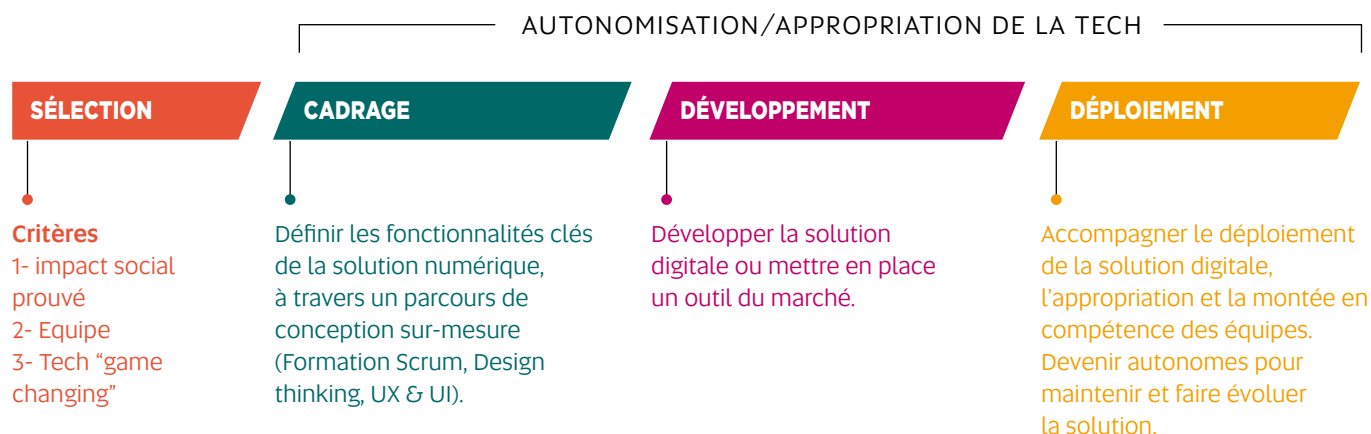 AUTONOMISATION/APPROPRIATION DE LA TECH
SÉLECTION
Critères
1- impact social
prouvé
2- Equipe
3- Tech “game
changing”
CADRAGE
Définir les fonctionnalités clés
de la solution numérique,
à travers un parcours de
conception sur-mesure
(Formation Scrum, Design
thinking, UX & UI).
DÉVELOPPEMENT
Développer la solution
digitale ou mettre en place
un outil du marché.
DÉPLOIEMENT
Accompagner le déploiement
de la solution digitale,
l’appropriation et la montée en
compétence des équipes.
Devenir autonomes pour
maintenir et faire évoluer
la solution.